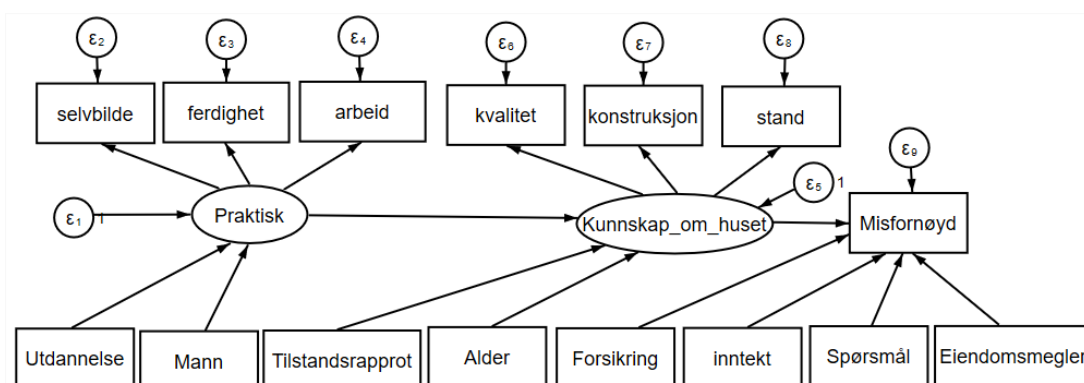 ε₂ ε₃ ε₄ ε₆ ε₇ ε₈
selvbilde ferdighet arbeid kvalitet konstruksjon stand
ε₉
ε₅ 1
ε₁ 1 Praktisk Kunnskap_om_huset Misfornøyd
Utdannelse Mann Tilstandsrapprot Alder Forsikring inntekt Spørsmål Eiendomsmegler